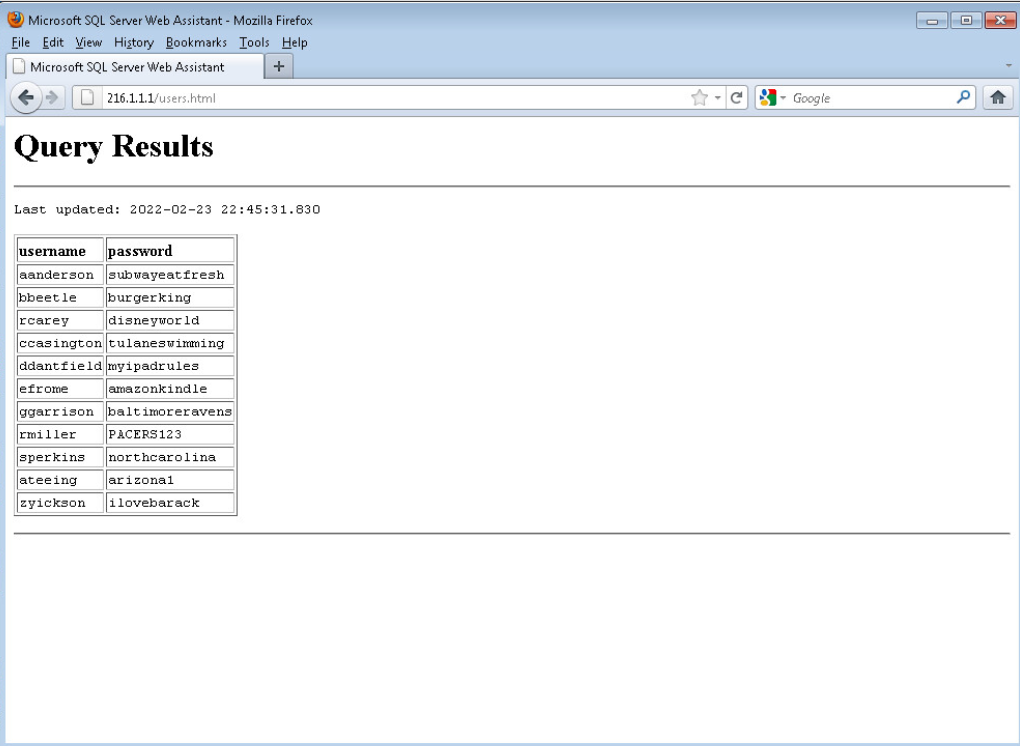 Microsoft SQL Server Web Assistant - Mozilla Firefox
File Edit View History Bookmarks Tools Help
Microsoft SQL Server Web Assistant +
216.1.1.1/users.html Google
Query Results
Last updated: 2022-02-23 22:45:31.830
username password
aanderson subwayeatfresh
bbeetle burgerking
rcarey disneyworld
ccasington tulaneswimming
ddantfield myipadrules
efrome amazonkindle
ggarrison baltimoreravens
rmiller PACERS123
sperkins northcarolina
ateeing arizona1
zyickson ilovebarack